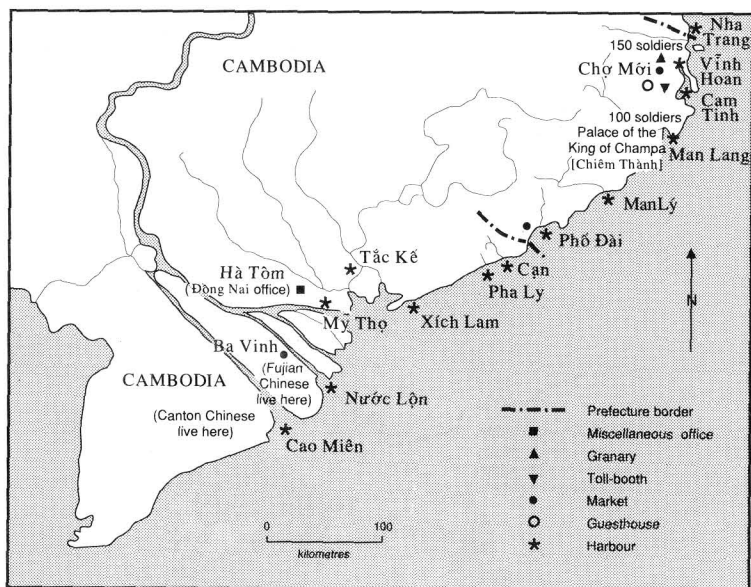 Nha
Trang
150 soldiers
Vĩnh
Hoan
Chợ Mới
Cam
Tinh
100 soldiers
Palace of the
King of Champa
[Chiêm Thành]
Man Lang
CAMBODIA
ManLý
Phố Đài
Tắc Kế
Cạn
Hà Tôm
(Đồng Nai office)
Pha Ly
Mỹ Thọ
Xích Lam
N
Ba Vinh
(Fujian
Chinese
live here)
CAMBODIA
Nước Lộn
(Canton Chinese
live here)
Cao Miên
0 100
kilometres
Prefecture border
Miscellaneous office
Granary
Toll-booth
Market
Guesthouse
Harbour